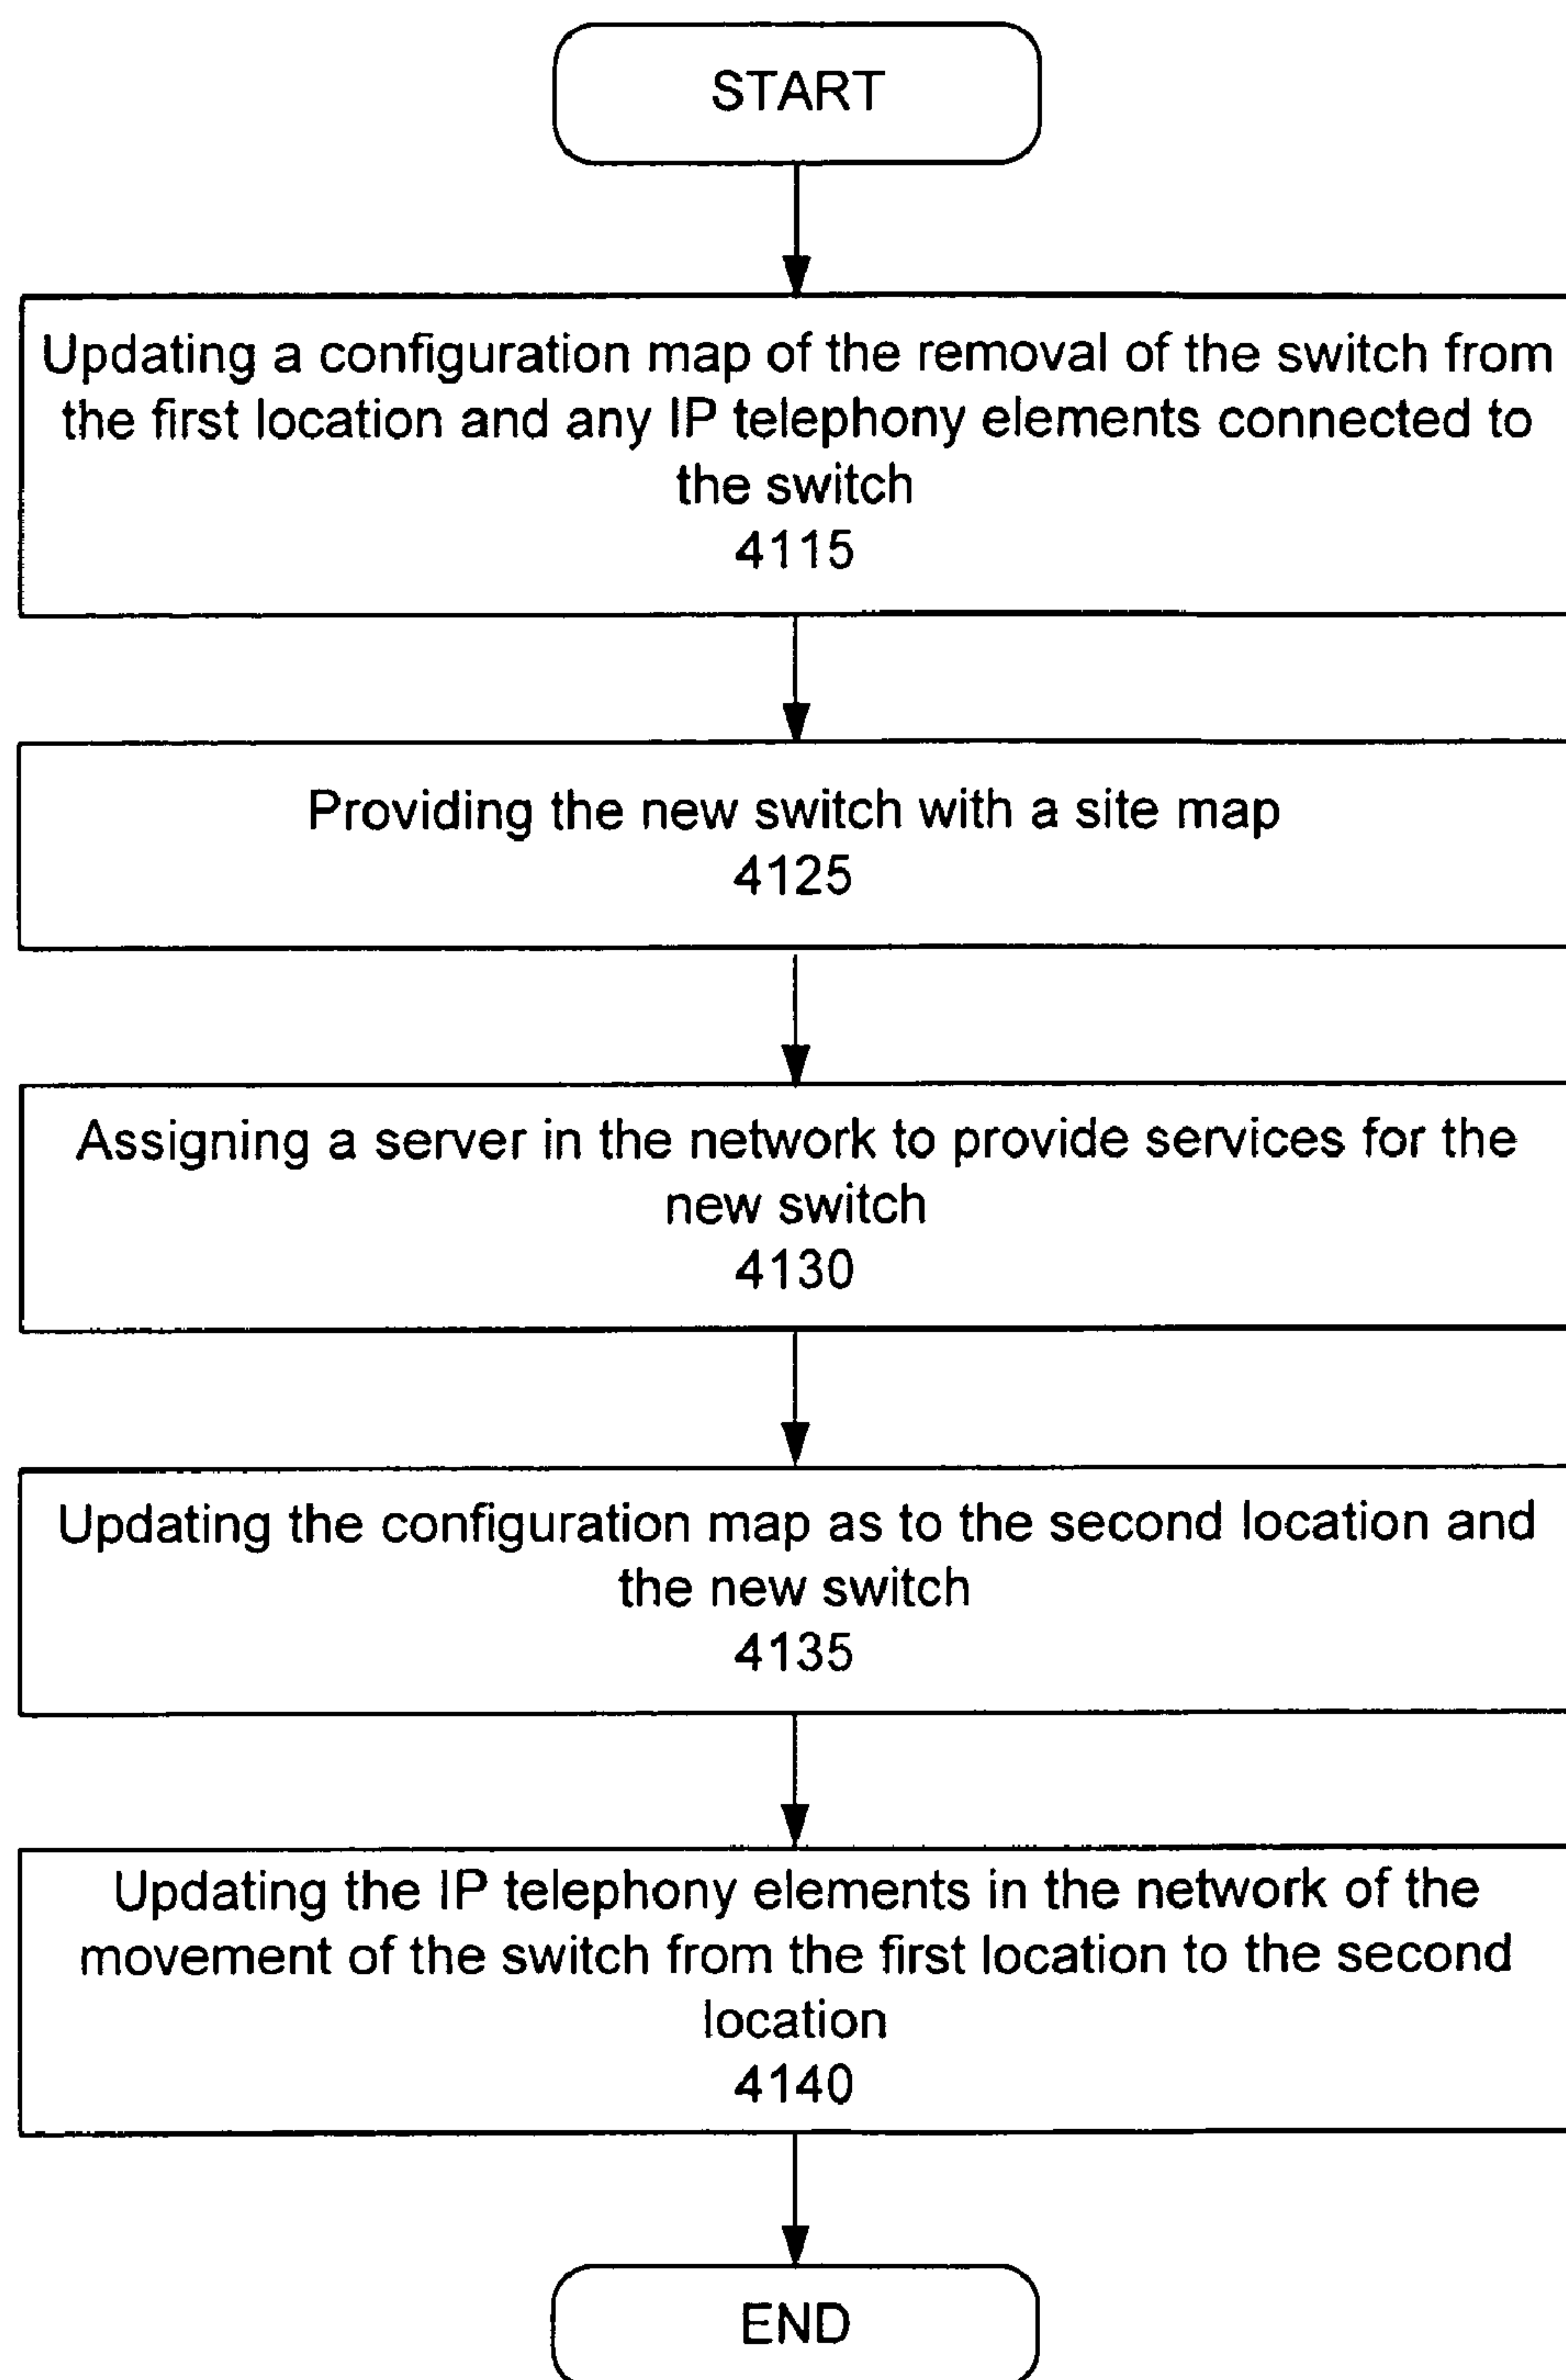 START
Updating a configuration map of the removal of the switch from
the first location and any IP telephony elements connected to
the switch
4115
Providing the new switch with a site map
4125
Assigning a server in the network to provide services for the
new switch
4130
Updating the configuration map as to the second location and
the new switch
4135
Updating the IP telephony elements in the network of the
movement of the switch from the first location to the second
location
4140
END